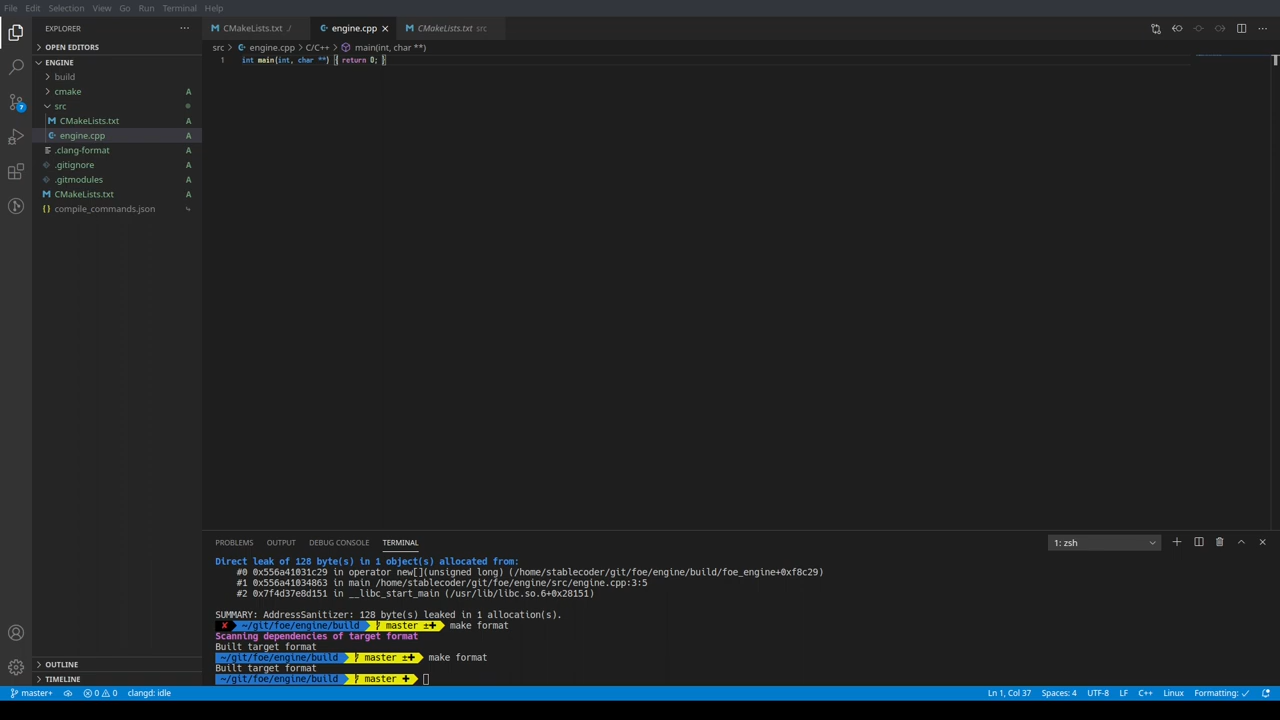 File Edit Selection View Go Run Terminal Help
EXPLORER
OPEN EDITORS
ENGINE
build
cmake A
src
CMakeLists.txt A
engine.cpp A
.clang-format A
.gitignore A
.gitmodules A
CMakeLists.txt A
compile_commands.json
OUTLINE
TIMELINE
7
CMakeLists.txt ./ engine.cpp CMakeLists.txt src
src > engine.cpp > C/C++ > main(int, char **)
1 int main(int, char **) { return 0; }
PROBLEMS OUTPUT DEBUG CONSOLE TERMINAL 1: zsh
Direct leak of 128 byte(s) in 1 object(s) allocated from:
#0 0x556a41031c29 in operator new[](unsigned long) (/home/stablecoder/git/foe/engine/build/foe_engine+0xf8c29)
#1 0x556a41034863 in main /home/stablecoder/git/foe/engine/src/engine.cpp:3:5
#2 0x7f4d37e8d151 in __libc_start_main (/usr/lib/libc.so.6+0x28151)
SUMMARY: AddressSanitizer: 128 byte(s) leaked in 1 allocation(s).
✘ ~/git/foe/engine/build master ±✚ make format
Scanning dependencies of target format
Built target format
~/git/foe/engine/build master ±✚ make format
Built target format
~/git/foe/engine/build master ✚
master+ 0 0 clangd: idle Ln 1, Col 37 Spaces: 4 UTF-8 LF C++ Linux Formatting: ✓